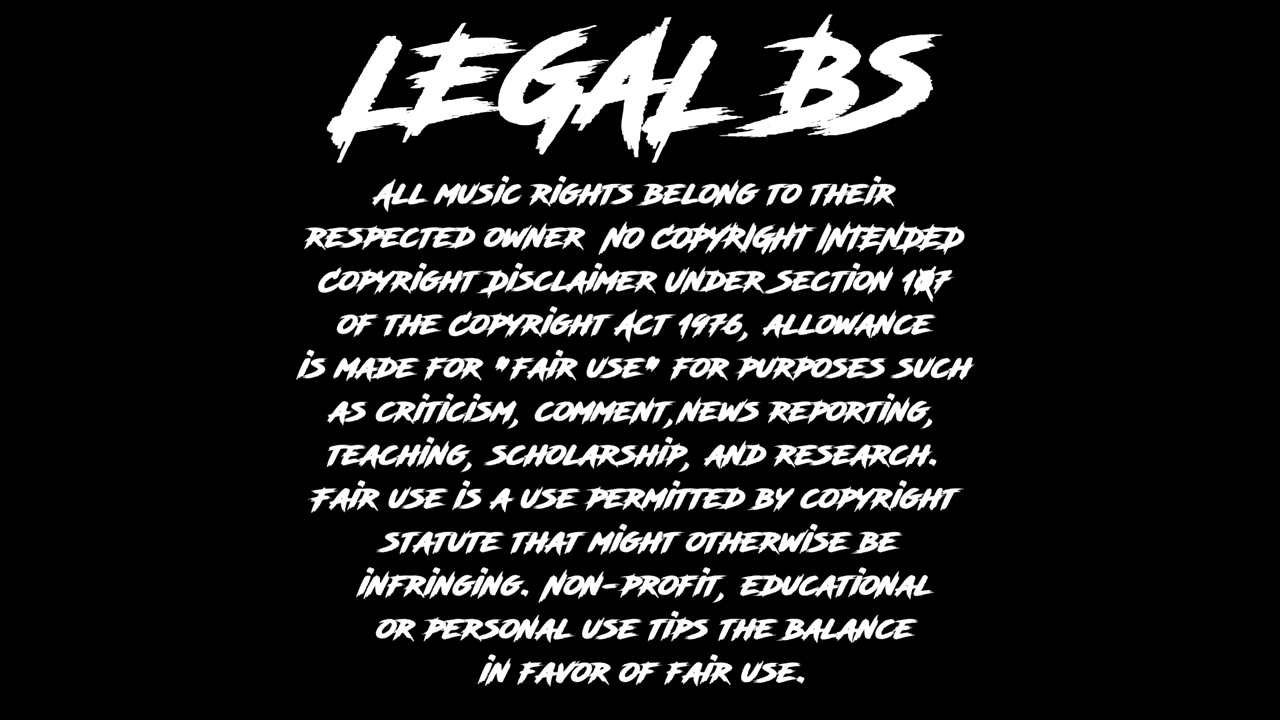 LEGAL BS
All music rights belong to their
respected owner No Copyright Intended
Copyright Disclaimer under Section 107
of the Copyright Act 1976, allowance
is made for "fair use" for purposes such
as criticism, comment,news reporting,
teaching, scholarship, and research.
Fair use is a use permitted by copyright
statute that might otherwise be
infringing. Non-profit, educational
or personal use tips the balance
in favor of fair use.